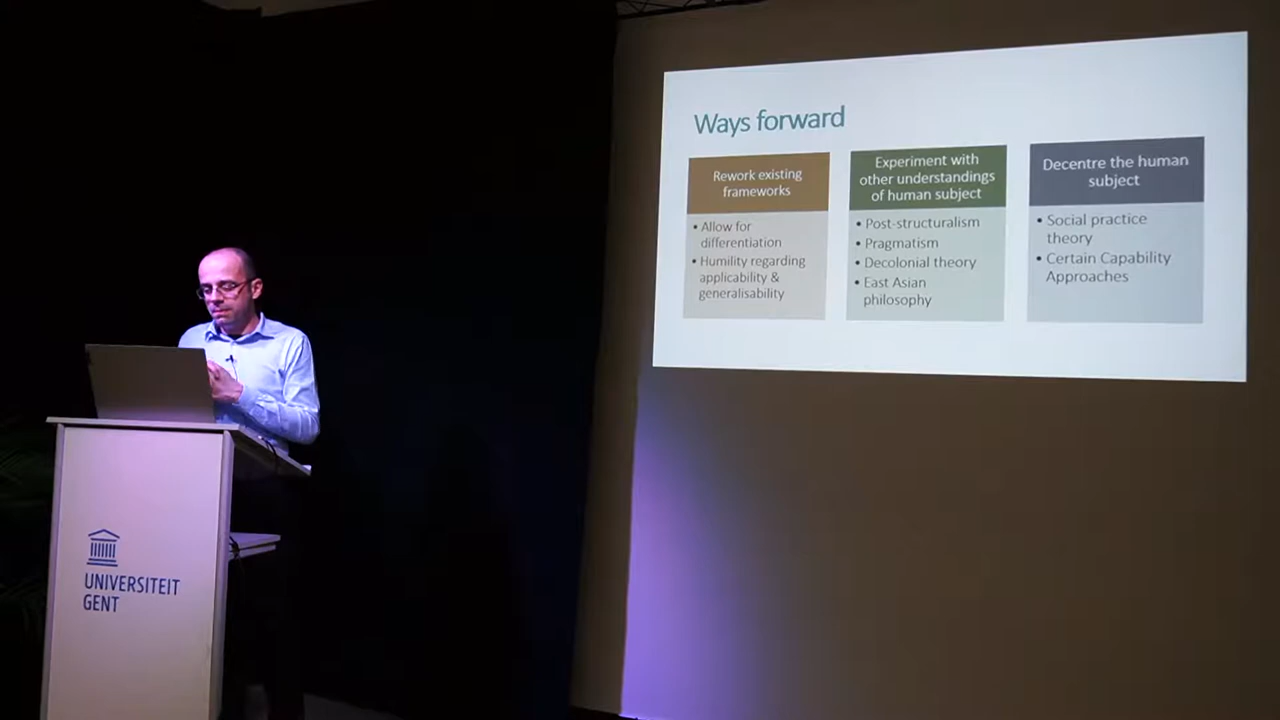 Ways forward
Rework existing
frameworks
• Allow for
differentiation
• Humility regarding
applicability &
generalisability
Experiment with
other understandings
of human subject
• Post-structuralism
• Pragmatism
• Decolonial theory
• East Asian
philosophy
Decentre the human
subject
• Social practice
theory
• Certain Capability
Approaches
UNIVERSITEIT
GENT